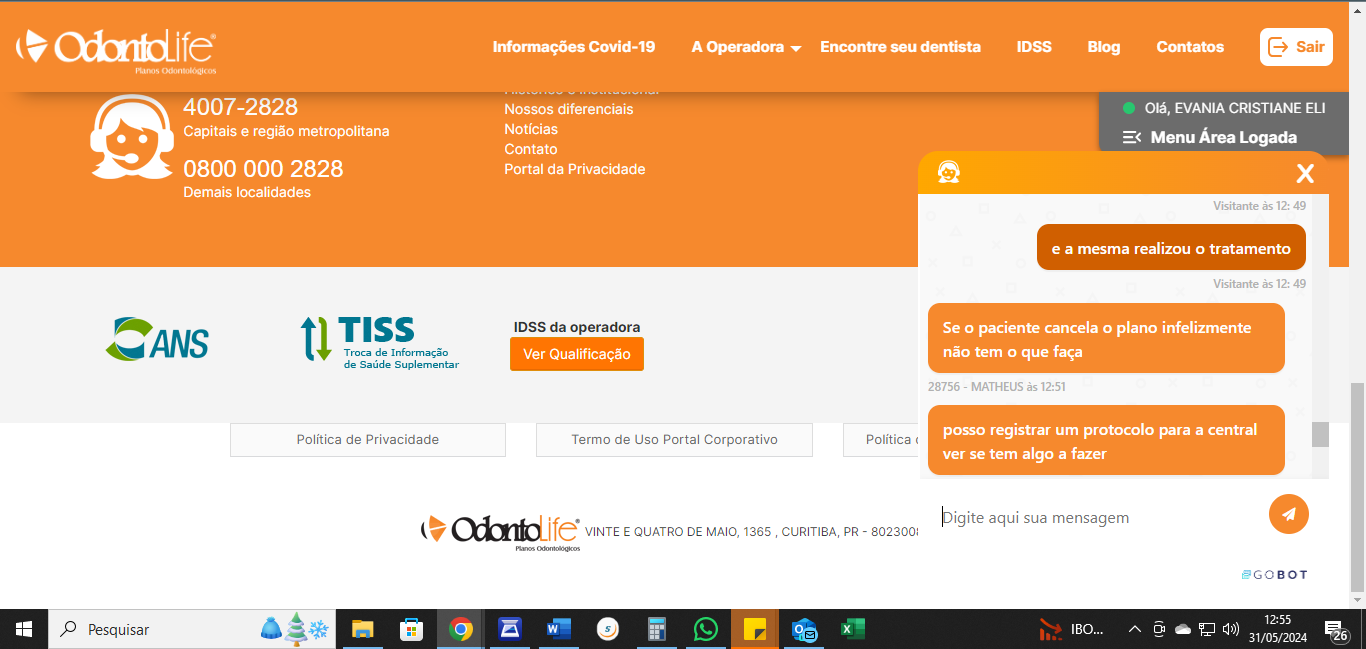 OdontoLife®
Planos Odontológicos
Informações Covid-19
A Operadora
Encontre seu dentista
IDSS
Blog
Contatos
Sair
4007-2828
Capitais e região metropolitana
0800 000 2828
Demais localidades
Histórico e Institucional
Nossos diferenciais
Notícias
Contato
Portal da Privacidade
Olá, EVANIA CRISTIANE ELI
Menu Área Logada
X
Visitante às 12: 49
e a mesma realizou o tratamento
Visitante às 12: 49
Se o paciente cancela o plano infelizmente
não tem o que faça
28756 - MATHEUS às 12:51
posso registrar um protocolo para a central
ver se tem algo a fazer
Digite aqui sua mensagem
GOBOT
ANS
TISS
Troca de Informação
de Saúde Suplementar
IDSS da operadora
Ver Qualificação
Política de Privacidade
Termo de Uso Portal Corporativo
Política
OdontoLife®
Planos Odontológicos
VINTE E QUATRO DE MAIO, 1365 , CURITIBA, PR - 8023008
Pesquisar
IBO...
12:55
31/05/2024
26